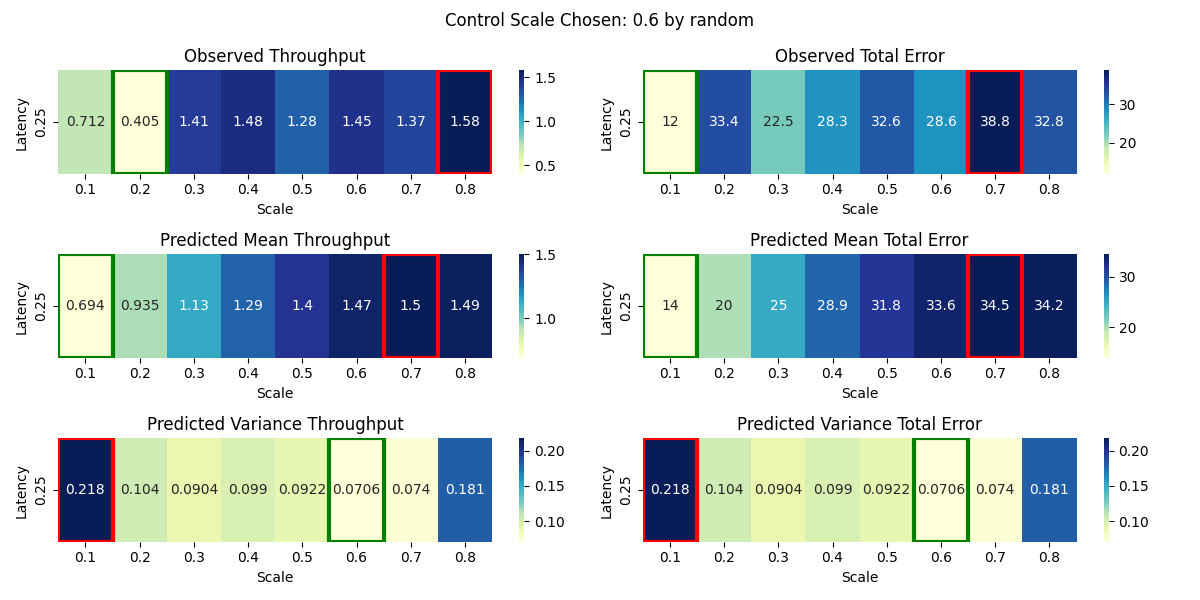 Control Scale Chosen: 0.6 by random
Observed Throughput
Latency
0.25
0.712 0.405 1.41 1.48 1.28 1.45 1.37 1.58
0.1 0.2 0.3 0.4 0.5 0.6 0.7 0.8
Scale
1.5
1.0
0.5
Observed Total Error
Latency
0.25
12 33.4 22.5 28.3 32.6 28.6 38.8 32.8
0.1 0.2 0.3 0.4 0.5 0.6 0.7 0.8
Scale
30
20
Predicted Mean Throughput
Latency
0.25
0.694 0.935 1.13 1.29 1.4 1.47 1.5 1.49
0.1 0.2 0.3 0.4 0.5 0.6 0.7 0.8
Scale
1.5
1.0
Predicted Mean Total Error
Latency
0.25
14 20 25 28.9 31.8 33.6 34.5 34.2
0.1 0.2 0.3 0.4 0.5 0.6 0.7 0.8
Scale
30
20
Predicted Variance Throughput
Latency
0.25
0.218 0.104 0.0904 0.099 0.0922 0.0706 0.074 0.181
0.1 0.2 0.3 0.4 0.5 0.6 0.7 0.8
Scale
0.20
0.15
0.10
Predicted Variance Total Error
Latency
0.25
0.218 0.104 0.0904 0.099 0.0922 0.0706 0.074 0.181
0.1 0.2 0.3 0.4 0.5 0.6 0.7 0.8
Scale
0.20
0.15
0.10